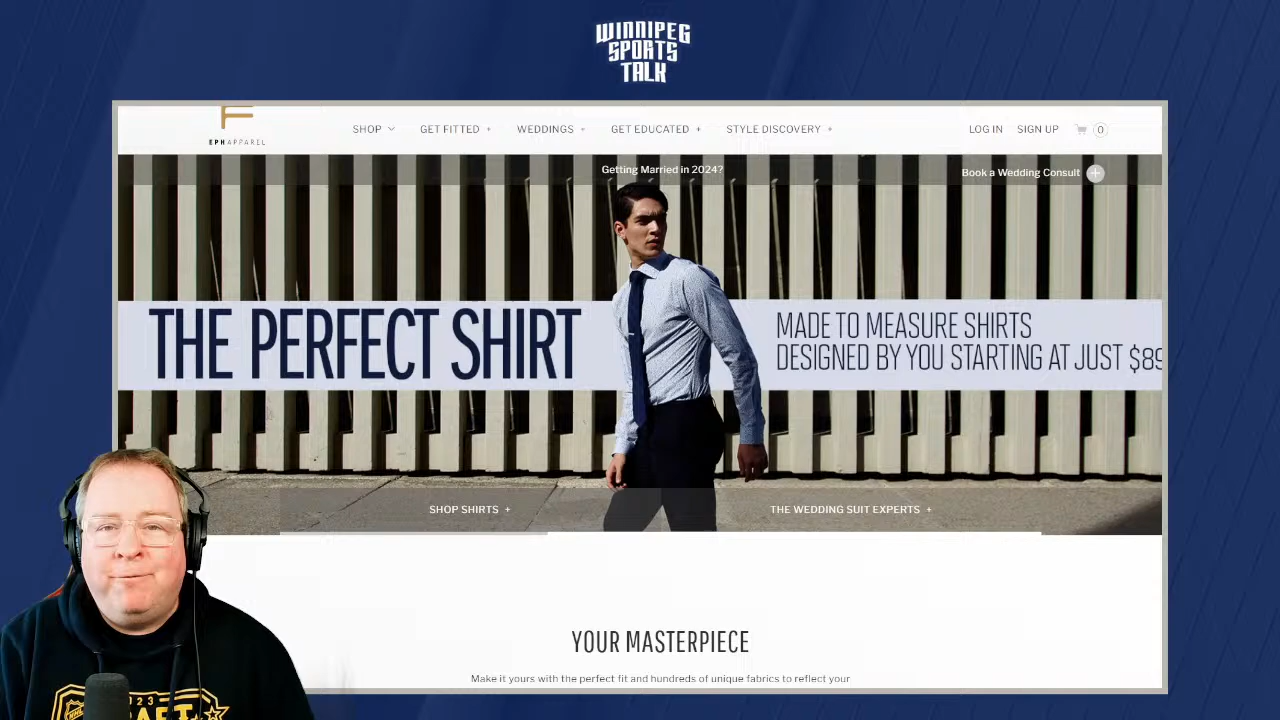 WINNIPEG
SPORTS
TALK
EPHAPPAREL
SHOP
GET FITTED +
WEDDINGS +
GET EDUCATED +
STYLE DISCOVERY +
LOG IN
SIGN UP
0
Getting Married in 2024?
Book a Wedding Consult +
THE PERFECT SHIRT
MADE TO MEASURE SHIRTS
DESIGNED BY YOU STARTING AT JUST $89
SHOP SHIRTS +
THE WEDDING SUIT EXPERTS +
YOUR MASTERPIECE
Make it yours with the perfect fit and hundreds of unique fabrics to reflect your
NHL